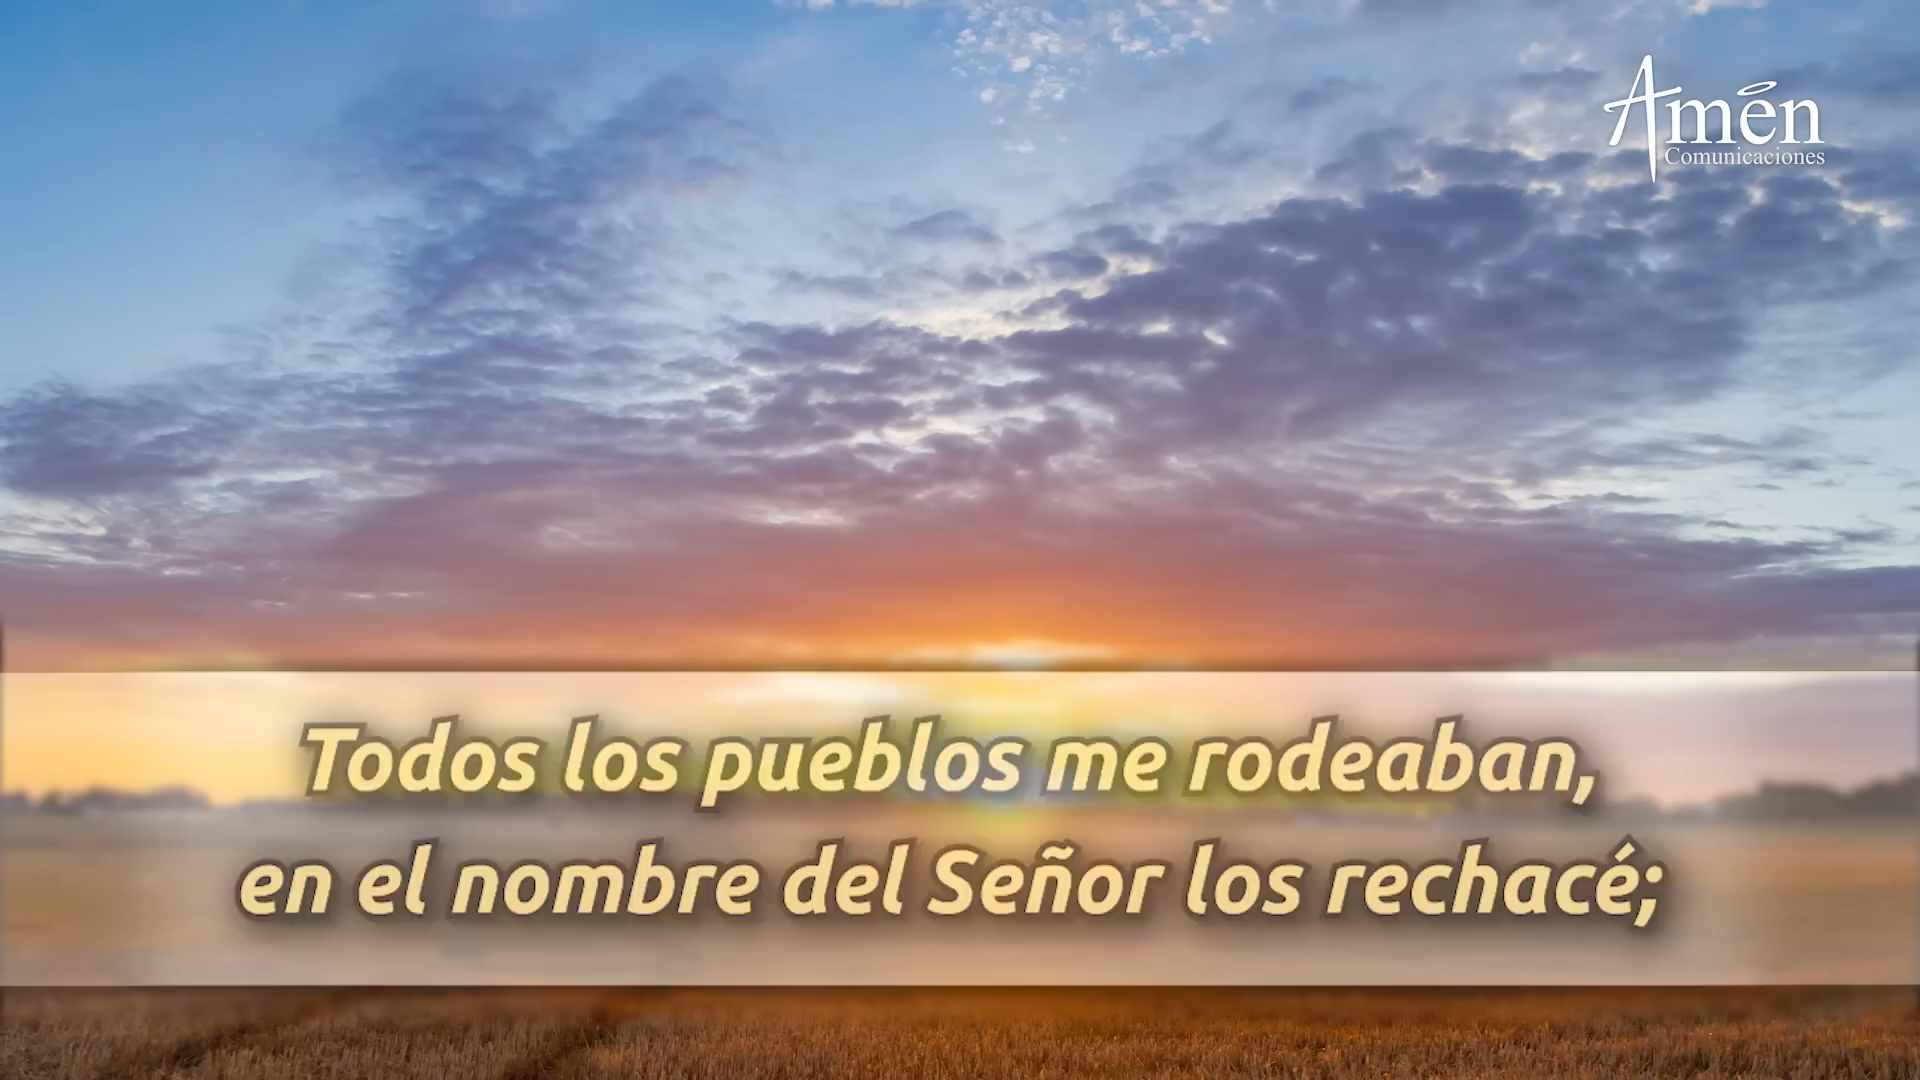 Amén
Comunicaciones
Todos los pueblos me rodeaban,
en el nombre del Señor los rechacé;